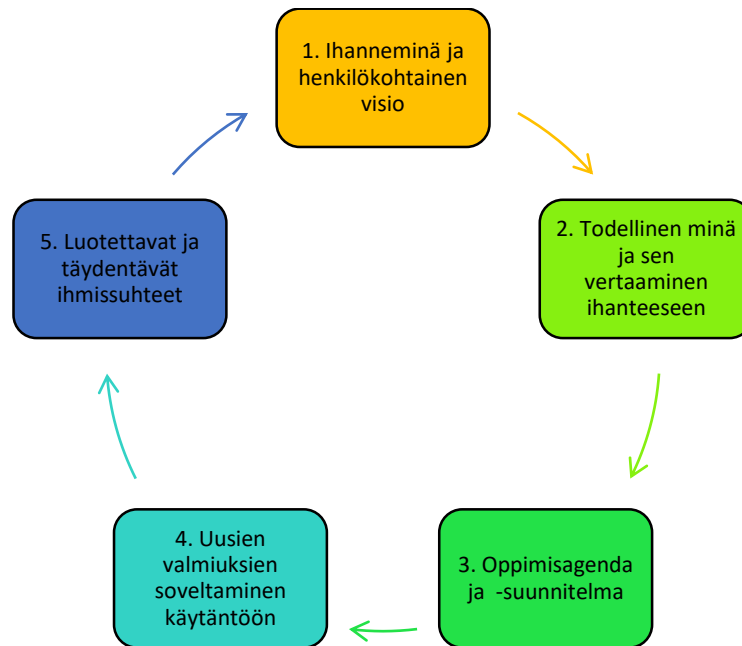 1. Ihanneminä ja
henkilökohtainen
visio
2. Todellinen minä
ja sen
vertaaminen
ihanteeseen
3. Oppimisagenda
ja -suunnitelma
4. Uusien
valmiuksien
soveltaminen
käytäntöön
5. Luotettavat ja
täydentävät
ihmissuhteet